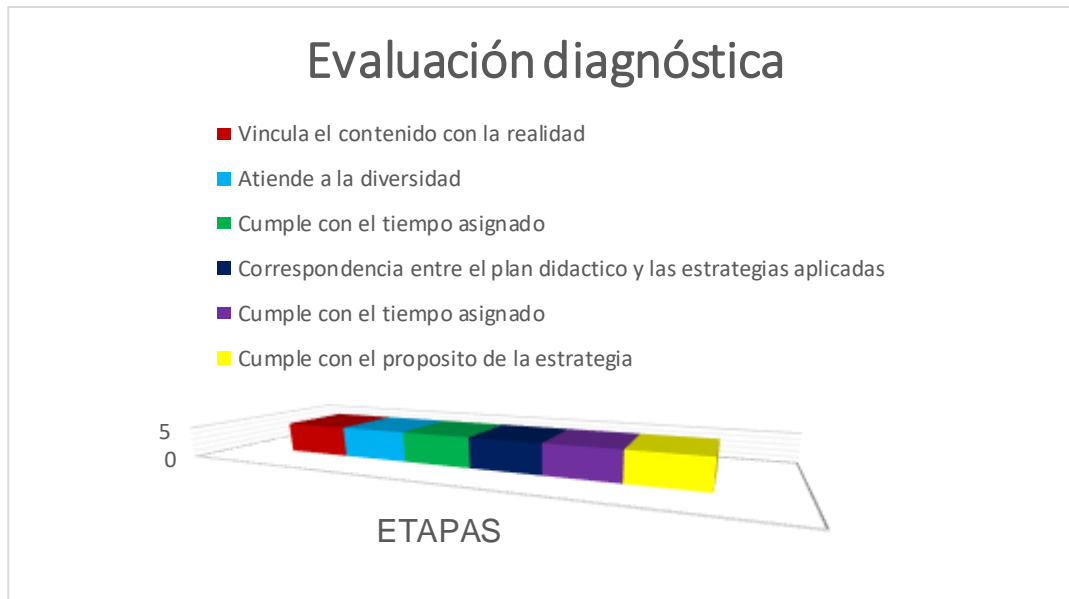 Evaluación diagnóstica
Vincula el contenido con la realidad
Atiende a la diversidad
Cumple con el tiempo asignado
Correspondencia entre el plan didactico y las estrategias aplicadas
Cumple con el tiempo asignado
Cumple con el proposito de la estrategia
5
0
ETAPAS